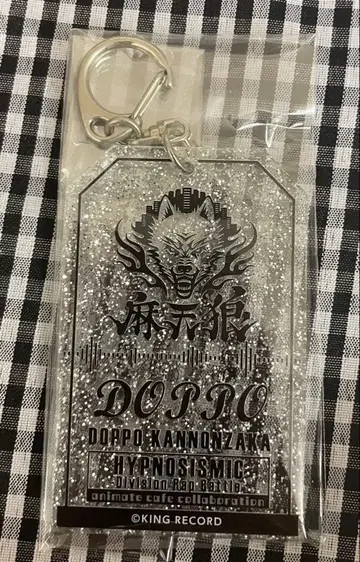 麻天狼
DOPPO
DOPPO KANNONZAKA
HYPNOSISMIC
Division Rap Battle
animate cafe collaboration
©KING RECORD